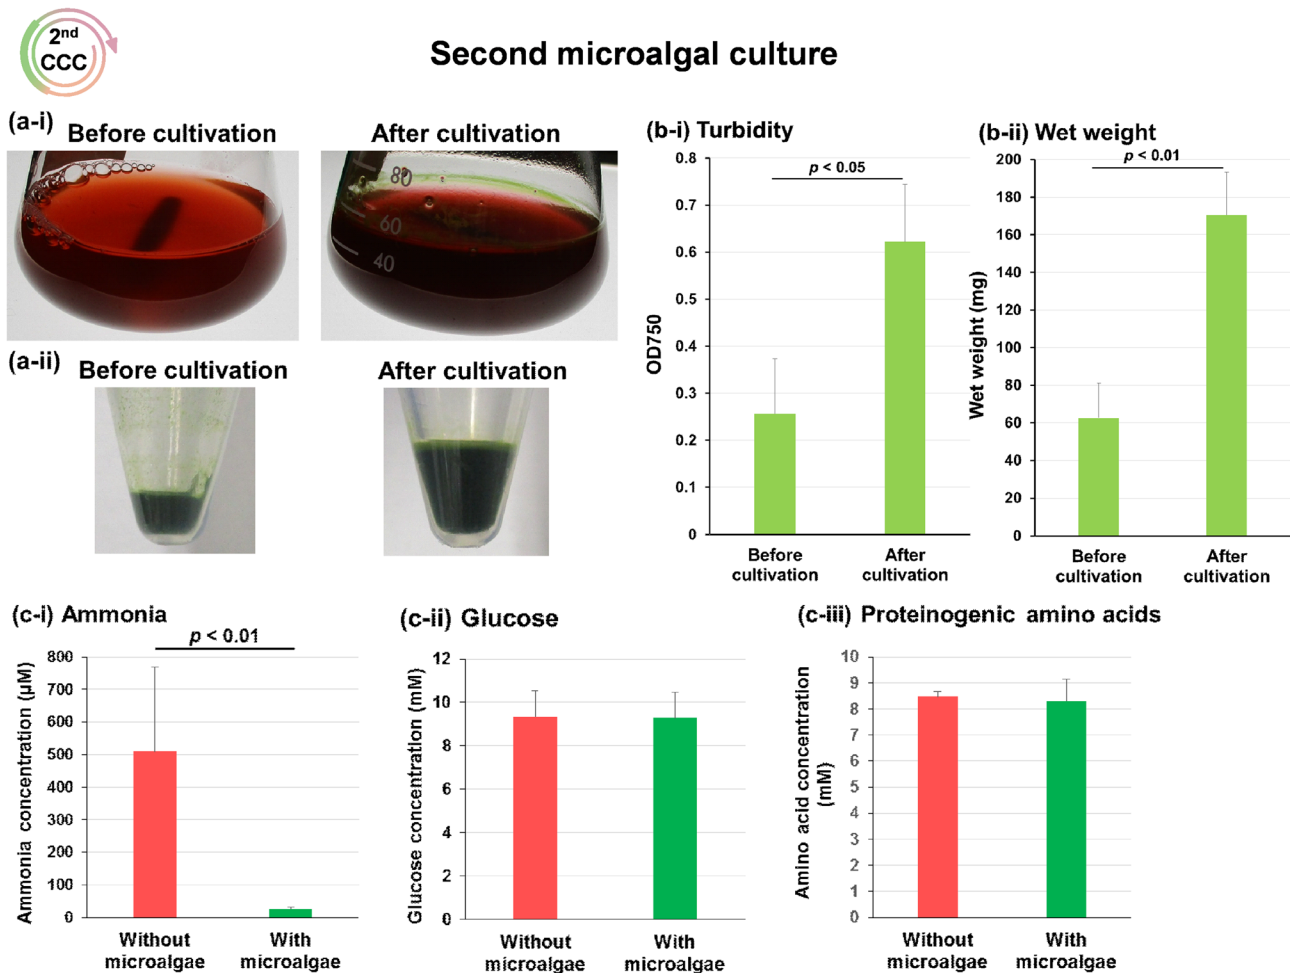 2nd
CCC
Second microalgal culture
(a-i) Before cultivation
After cultivation
80
60
40
(a-ii) Before cultivation
After cultivation
(b-i) Turbidity
p < 0.05
OD750
0.8
0.7
0.6
0.5
0.4
0.3
0.2
0.1
0
Before
cultivation
After
cultivation
(b-ii) Wet weight
p < 0.01
Wet weight (mg)
200
180
160
140
120
100
80
60
40
20
0
Before
cultivation
After
cultivation
(c-i) Ammonia
p < 0.01
Ammonia concentration (µM)
800
700
600
500
400
300
200
100
0
Without
microalgae
With
microalgae
(c-ii) Glucose
Glucose concentration (mM)
12
10
8
6
4
2
0
Without
microalgae
With
microalgae
(c-iii) Proteinogenic amino acids
Amino acid concentration
(mM)
10
9
8
7
6
5
4
3
2
1
0
Without
microalgae
With
microalgae